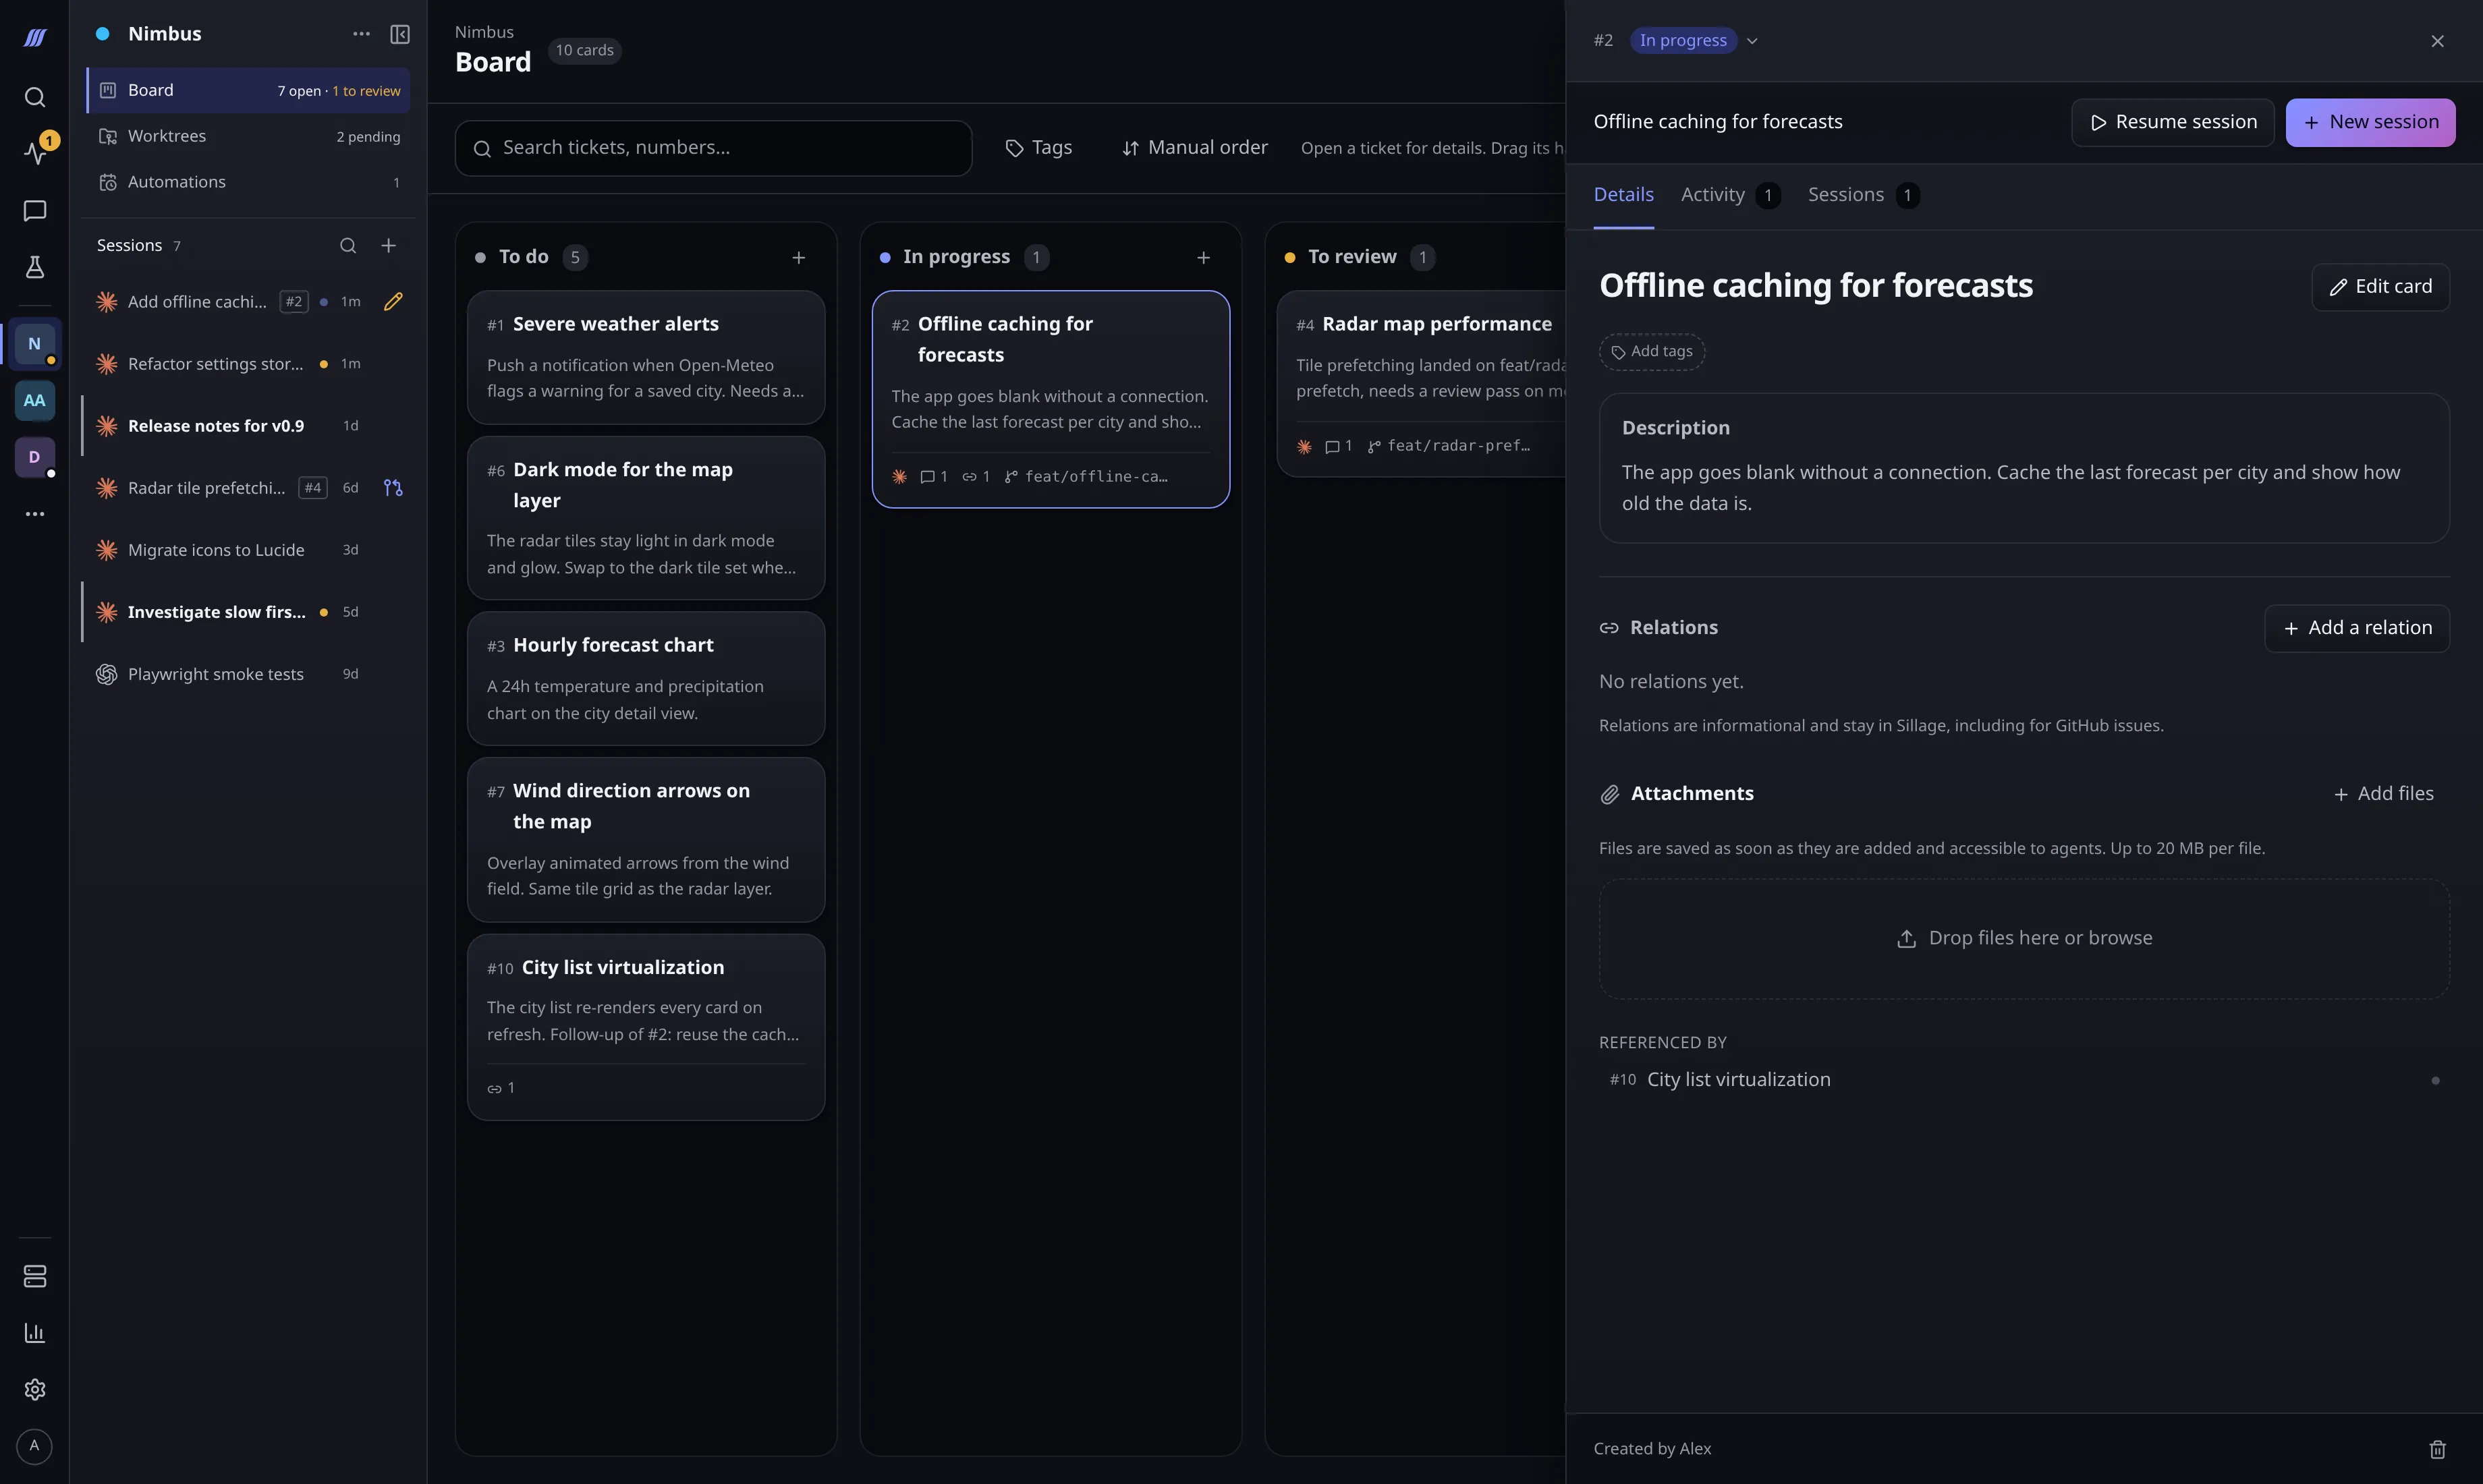 Nimbus
Board
7 open · 1 to review
Worktrees
2 pending
Automations
1
Sessions 7
Add offline cachi... #2 1m
Refactor settings stor... 1m
Release notes for v0.9 1d
Radar tile prefetchi... #4 6d
Migrate icons to Lucide 3d
Investigate slow firs... 5d
Playwright smoke tests 9d
1
N
AA
D
A
Nimbus
Board
10 cards
Search tickets, numbers...
Tags
Manual order
Open a ticket for details. Drag its h
To do 5
#1 Severe weather alerts
Push a notification when Open-Meteo
flags a warning for a saved city. Needs a...
#6 Dark mode for the map
layer
The radar tiles stay light in dark mode
and glow. Swap to the dark tile set whe...
#3 Hourly forecast chart
A 24h temperature and precipitation
chart on the city detail view.
#7 Wind direction arrows on
the map
Overlay animated arrows from the wind
field. Same tile grid as the radar layer.
#10 City list virtualization
The city list re-renders every card on
refresh. Follow-up of #2: reuse the cach...
1
In progress 1
#2 Offline caching for
forecasts
The app goes blank without a connection.
Cache the last forecast per city and sho...
1 1 feat/offline-ca…
To review 1
#4 Radar map performance
Tile prefetching landed on feat/rada
prefetch, needs a review pass on m
1 feat/radar-pref…
#2 In progress
Offline caching for forecasts
Resume session
New session
Details
Activity 1
Sessions 1
Offline caching for forecasts
Edit card
Add tags
Description
The app goes blank without a connection. Cache the last forecast per city and show how
old the data is.
Relations
Add a relation
No relations yet.
Relations are informational and stay in Sillage, including for GitHub issues.
Attachments
Add files
Files are saved as soon as they are added and accessible to agents. Up to 20 MB per file.
Drop files here or browse
REFERENCED BY
#10 City list virtualization
Created by Alex